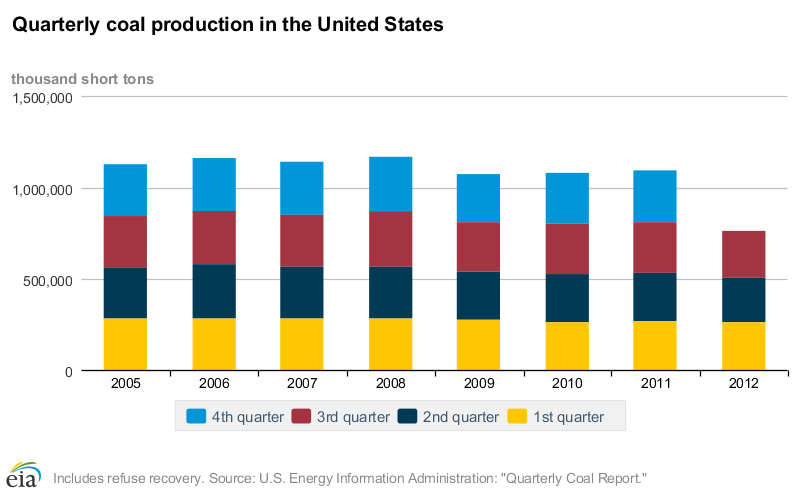 Quarterly coal production in the United States
thousand short tons
1,500,000
1,000,000
500,000
0
2005 2006 2007 2008 2009 2010 2011 2012
4th quarter 3rd quarter 2nd quarter 1st quarter
eia Includes refuse recovery. Source: U.S. Energy Information Administration: "Quarterly Coal Report."